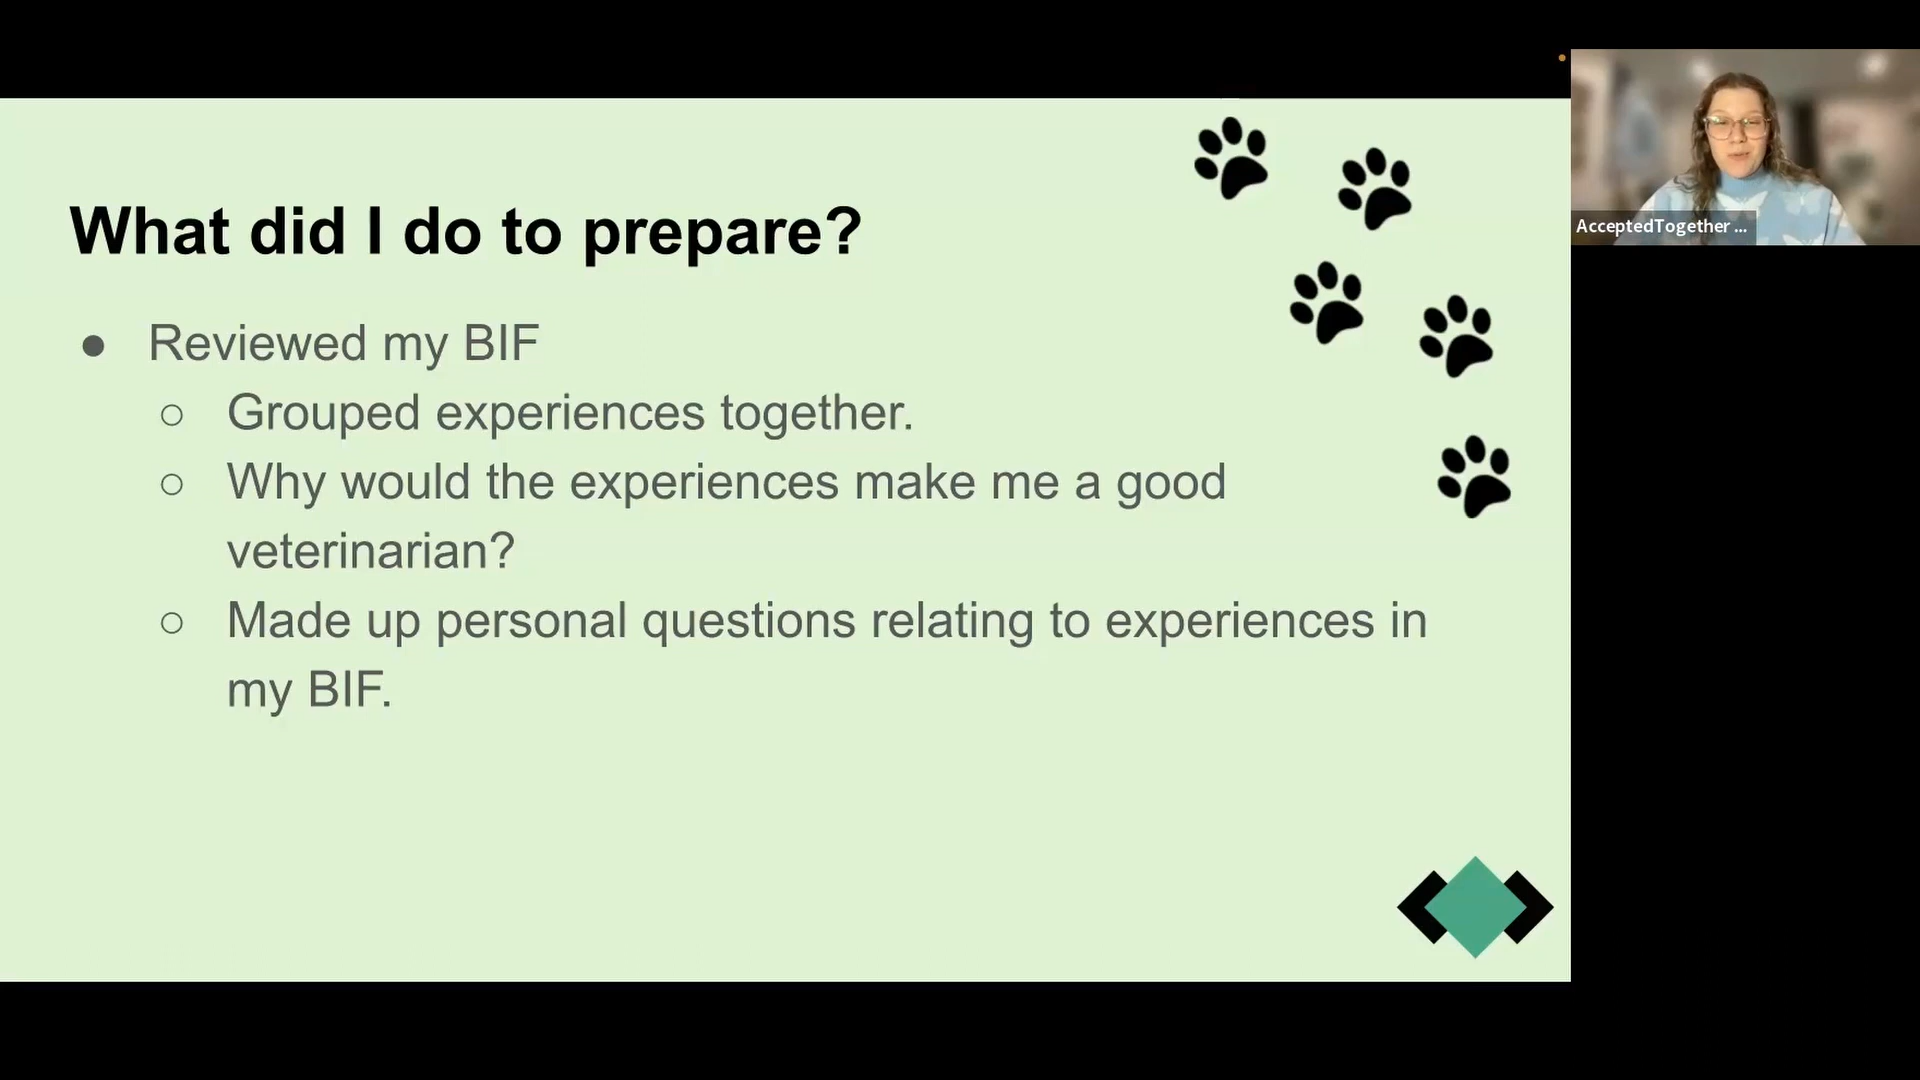 What did I do to prepare?
● Reviewed my BIF
○ Grouped experiences together.
○ Why would the experiences make me a good
veterinarian?
○ Made up personal questions relating to experiences in
my BIF.
AcceptedTogether ...